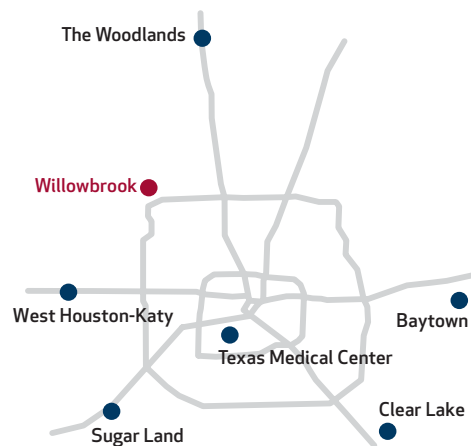 The Woodlands
Willowbrook
West Houston-Katy
Baytown
Texas Medical Center
Clear Lake
Sugar Land